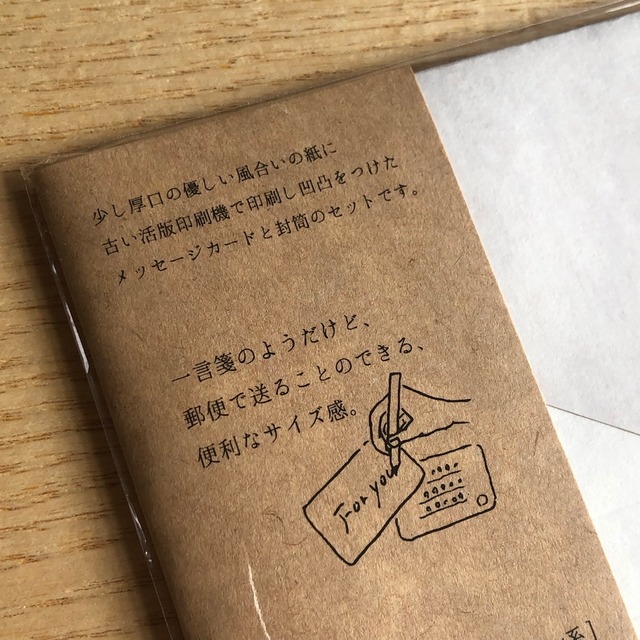 少し厚口の優しい風合いの紙に
古い活版印刷機で印刷し凹凸をつけた
メッセージカードと封筒のセットです。
一言箋のようだけど、
郵便で送ることのできる、
便利なサイズ感。
For you